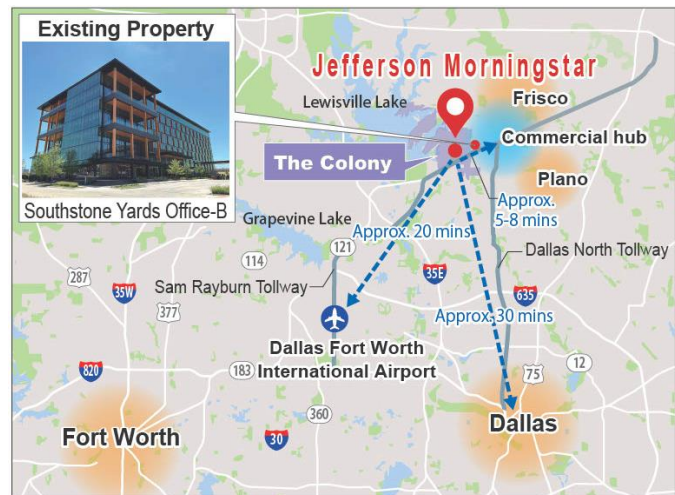 Existing Property
Southstone Yards Office-B
Jefferson Morningstar
Lewisville Lake
Frisco
Commercial hub
The Colony
Plano
Approx.
5-8 mins
Grapevine Lake
Approx. 20 mins
121
Dallas North Tollway
114
35E
287
Sam Rayburn Tollway
35W
635
377
Approx. 30 mins
Dallas Fort Worth
International Airport
820
183
75
12
360
Fort Worth
30
Dallas